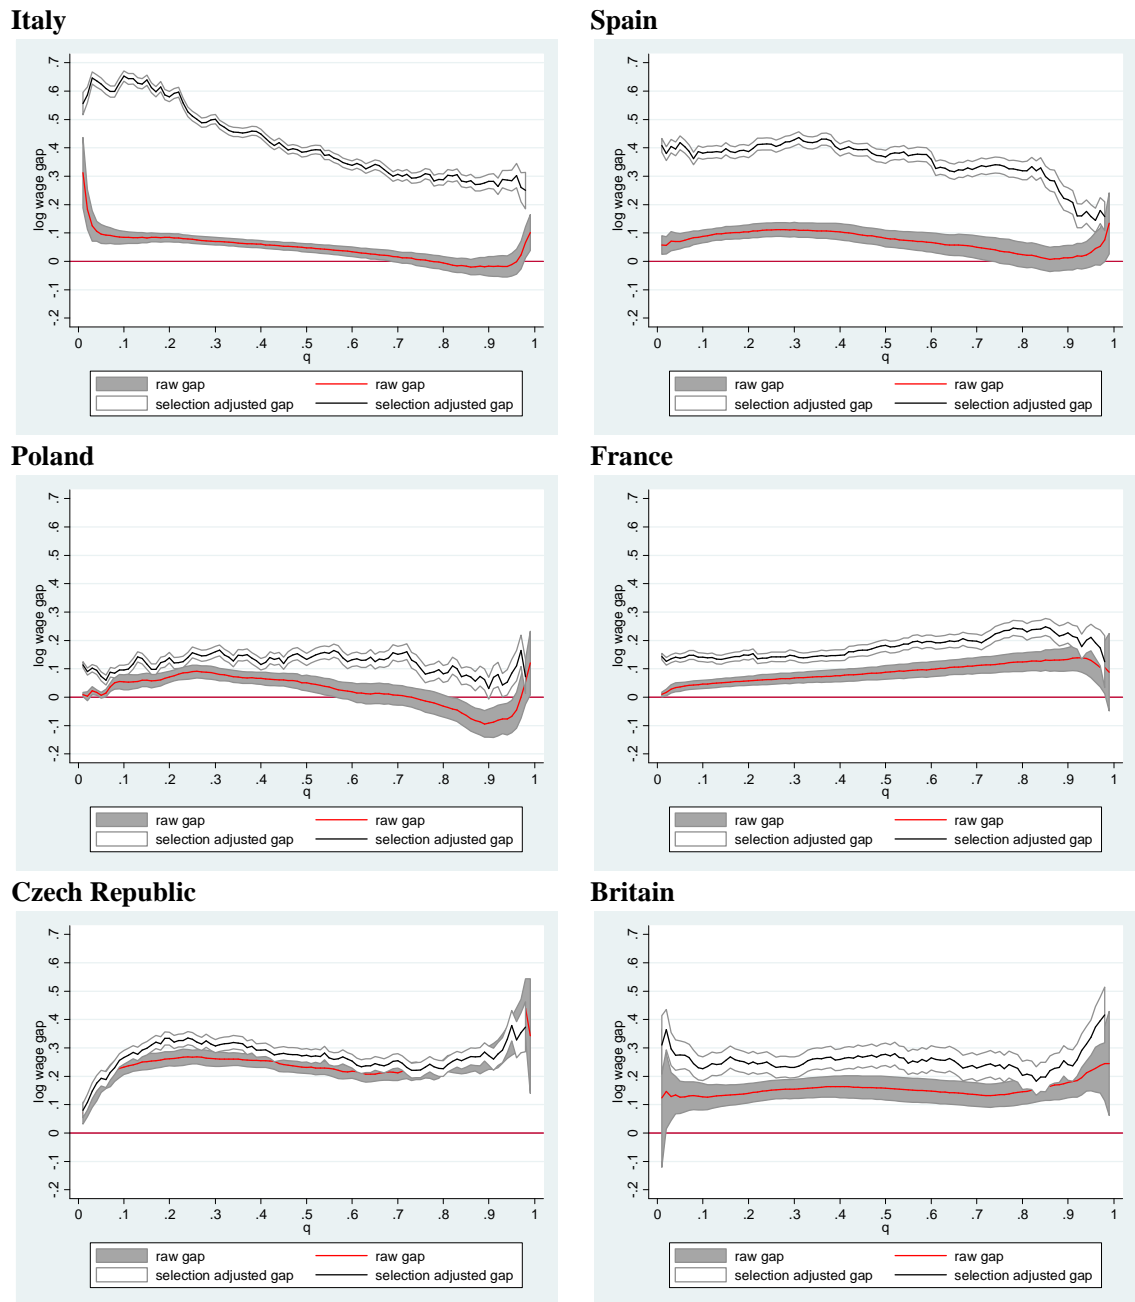 Italy
Spain
log wage gap
-.2 -.1 0 .1 .2 .3 .4 .5 .6 .7
0 .1 .2 .3 .4 .5 .6 .7 .8 .9 1
q
raw gap raw gap
selection adjusted gap selection adjusted gap
log wage gap
-.2 -.1 0 .1 .2 .3 .4 .5 .6 .7
0 .1 .2 .3 .4 .5 .6 .7 .8 .9 1
q
raw gap raw gap
selection adjusted gap selection adjusted gap
Poland
France
log wage gap
-.2 -.1 0 .1 .2 .3 .4 .5 .6 .7
0 .1 .2 .3 .4 .5 .6 .7 .8 .9 1
q
raw gap raw gap
selection adjusted gap selection adjusted gap
log wage gap
-.2 -.1 0 .1 .2 .3 .4 .5 .6 .7
0 .1 .2 .3 .4 .5 .6 .7 .8 .9 1
q
raw gap raw gap
selection adjusted gap selection adjusted gap
Czech Republic
Britain
log wage gap
-.2 -.1 0 .1 .2 .3 .4 .5 .6 .7
0 .1 .2 .3 .4 .5 .6 .7 .8 .9 1
q
raw gap raw gap
selection adjusted gap selection adjusted gap
log wage gap
-.2 -.1 0 .1 .2 .3 .4 .5 .6 .7
0 .1 .2 .3 .4 .5 .6 .7 .8 .9 1
q
raw gap raw gap
selection adjusted gap selection adjusted gap